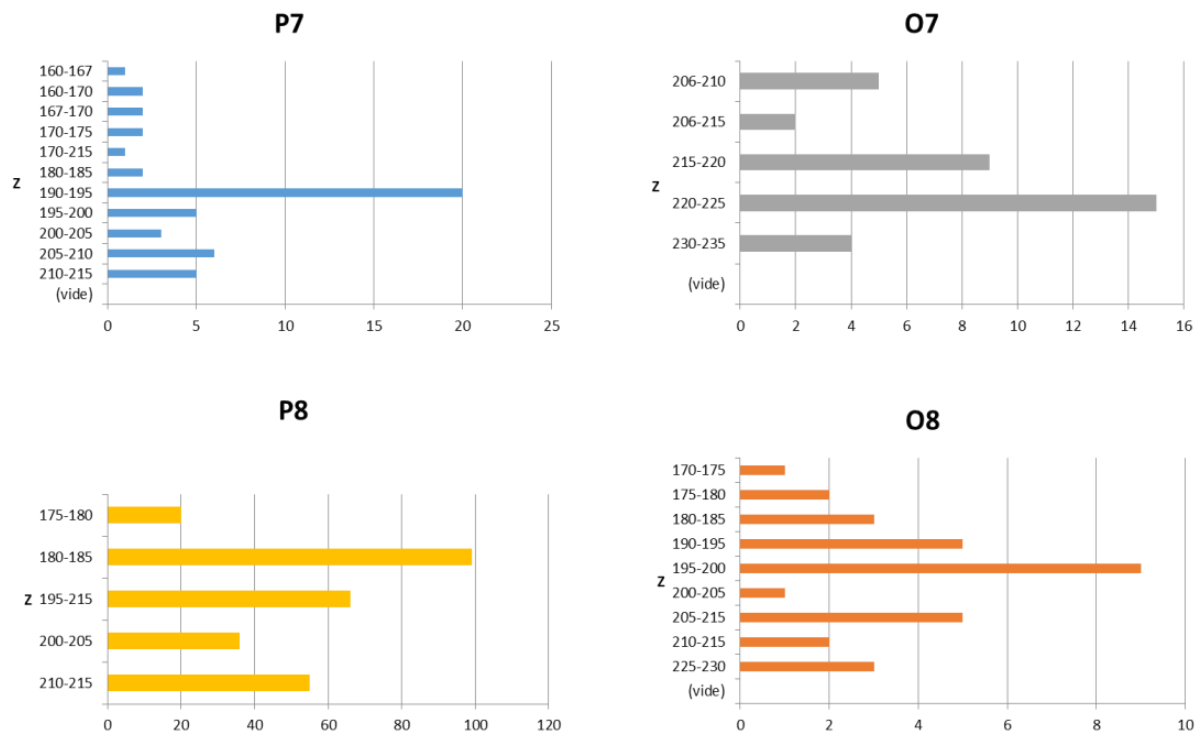 P7
160-167
160-170
167-170
170-175
170-215
180-185
Z
190-195
195-200
200-205
205-210
210-215
(vide)
0 5 10 15 20 25
O7
206-210
206-215
215-220
Z
220-225
230-235
(vide)
0 2 4 6 8 10 12 14 16
P8
175-180
180-185
Z 195-215
200-205
210-215
0 20 40 60 80 100 120
O8
170-175
175-180
180-185
190-195
195-200
Z
200-205
205-215
210-215
225-230
(vide)
0 2 4 6 8 10